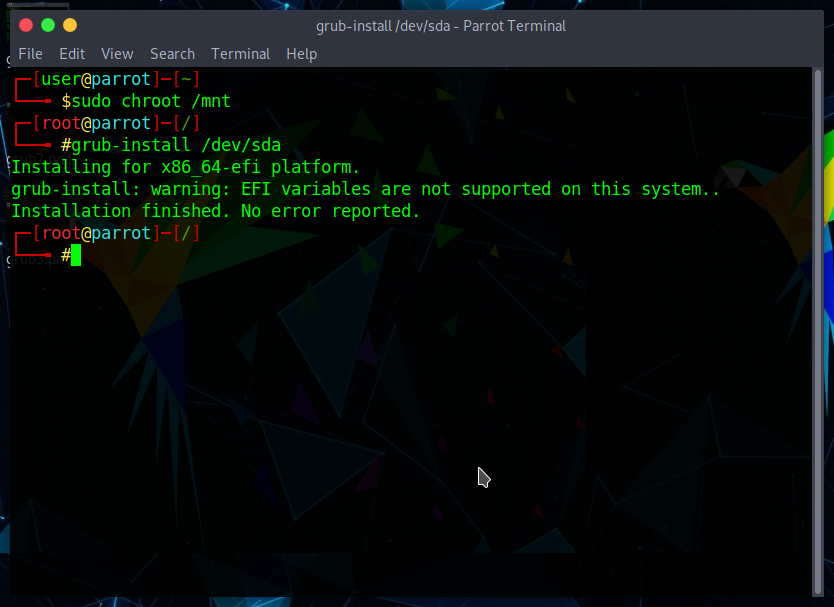 grub-install /dev/sda - Parrot Terminal
File Edit View Search Terminal Help
┌─[user@parrot]─[~]
└──╼ $sudo chroot /mnt
┌─[root@parrot]─[/]
└──╼ #grub-install /dev/sda
Installing for x86_64-efi platform.
grub-install: warning: EFI variables are not supported on this system..
Installation finished. No error reported.
┌─[root@parrot]─[/]
└──╼ #